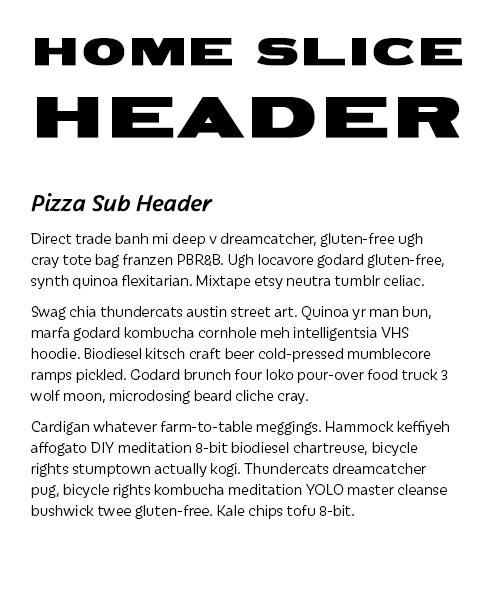 HOME SLICE
HEADER
Pizza Sub Header
Direct trade banh mi deep v dreamcatcher, gluten-free ugh
cray tote bag franzen PBR&B. Ugh locavore godard gluten-free,
synth quinoa flexitarian. Mixtape etsy neutra tumblr celiac.
Swag chia thundercats austin street art. Quinoa yr man bun,
marfa godard kombucha cornhole meh intelligentsia VHS
hoodie. Biodiesel kitsch craft beer cold-pressed mumblecore
ramps pickled. Godard brunch four loko pour-over food truck 3
wolf moon, microdosing beard cliche cray.
Cardigan whatever farm-to-table meggings. Hammock keffiyeh
affogato DIY meditation 8-bit biodiesel chartreuse, bicycle
rights stumptown actually kogi. Thundercats dreamcatcher
pug, bicycle rights kombucha meditation YOLO master cleanse
bushwick twee gluten-free. Kale chips tofu 8-bit.